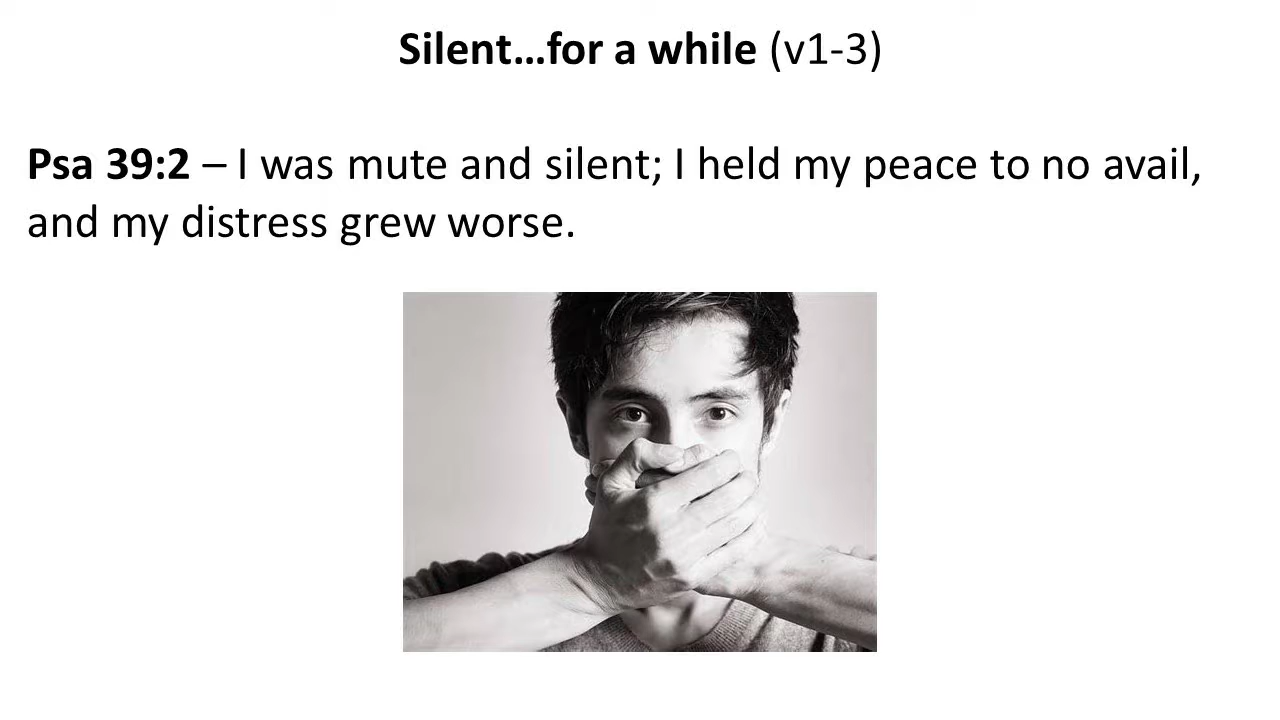 Silent…for a while (v1-3)
Psa 39:2 – I was mute and silent; I held my peace to no avail,
and my distress grew worse.